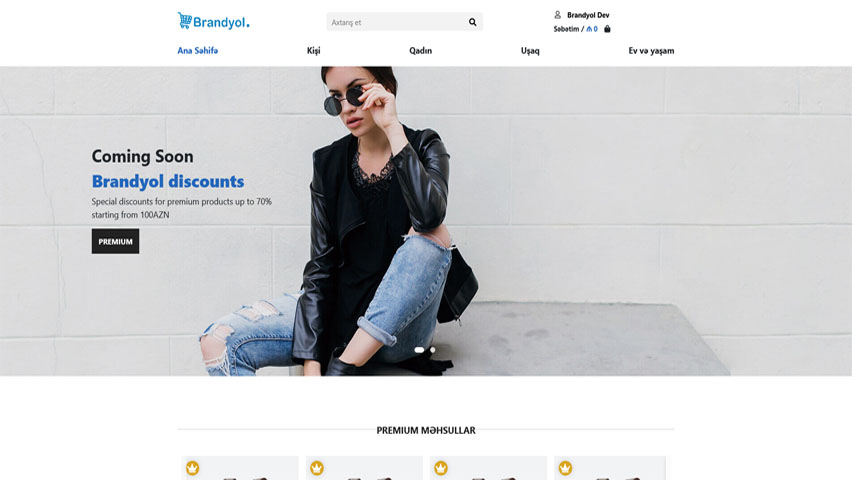 Brandyol.
Axtarış et
Brandyol Dev
Səbətim / ₼ 0
Ana Səhifə
Kişi
Qadın
Uşaq
Ev və yaşam
Coming Soon
Brandyol discounts
Special discounts for premium products up to 70%
starting from 100AZN
PREMIUM
PREMIUM MƏHSULLAR